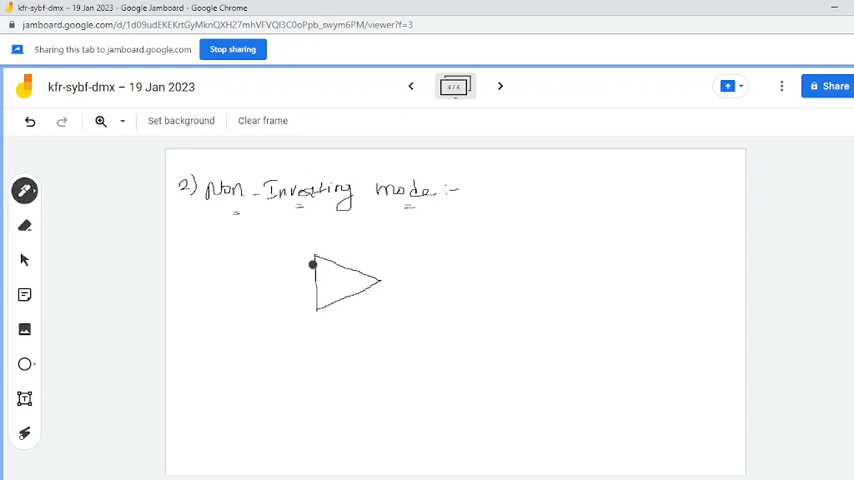 kfr-sybf-dmx – 19 Jan 2023 - Google Jamboard - Google Chrome
jamboard.google.com/d/1d09udEKEKrtGyMknQXH27mhVFVQI3C0oPpb_swym6PM/viewer?f=3
Sharing this tab to jamboard.google.com
Stop sharing
kfr-sybf-dmx – 19 Jan 2023
4 / 4
Share
Set background
Clear frame
2) Non - Inverting mode :-
T